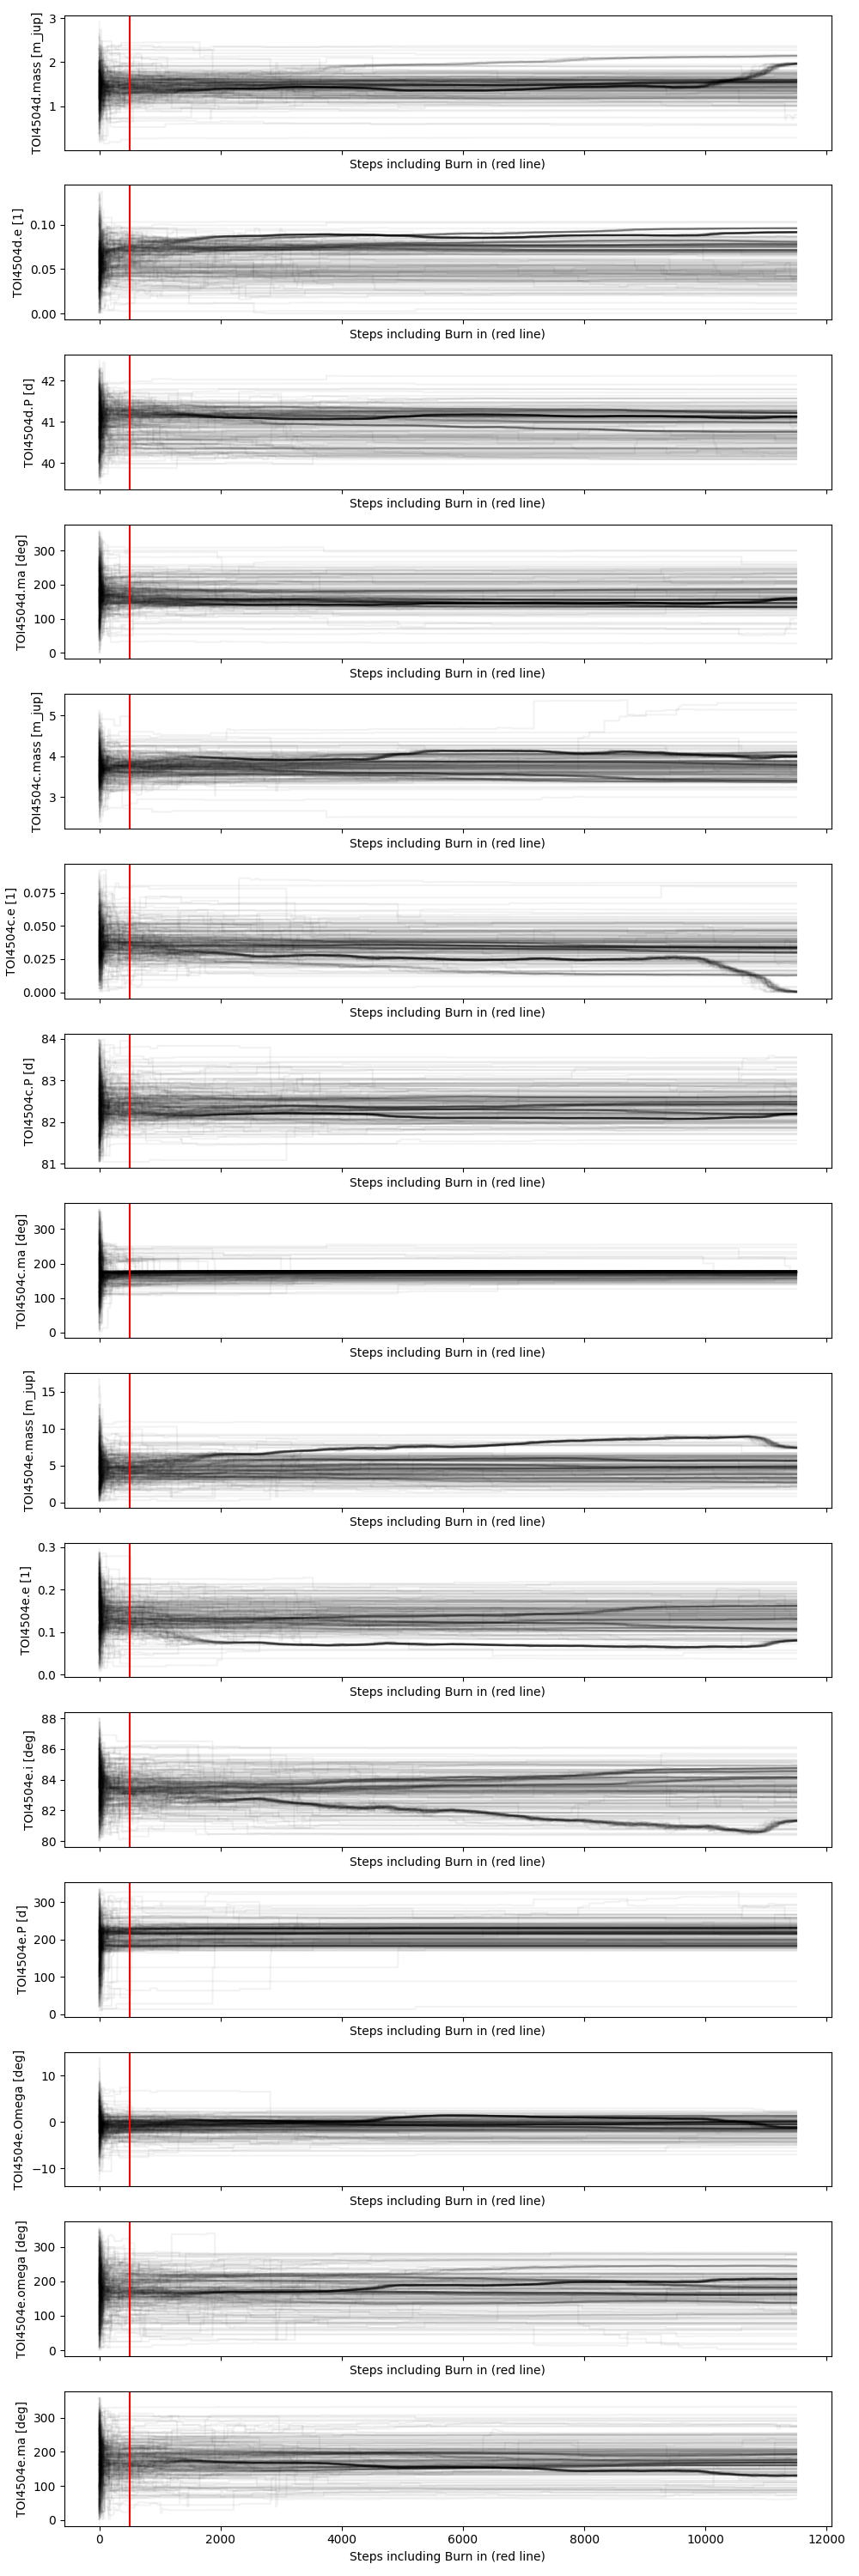 TOI4504d.mass [m_jup]
3
2
1
Steps including Burn in (red line)
TOI4504d.e [1]
0.10
0.05
0.00
Steps including Burn in (red line)
TOI4504d.P [d]
42
41
40
Steps including Burn in (red line)
TOI4504d.ma [deg]
300
200
100
0
Steps including Burn in (red line)
TOI4504c.mass [m_jup]
5
4
3
Steps including Burn in (red line)
TOI4504c.e [1]
0.075
0.050
0.025
0.000
Steps including Burn in (red line)
TOI4504c.P [d]
84
83
82
81
Steps including Burn in (red line)
TOI4504c.ma [deg]
300
200
100
0
Steps including Burn in (red line)
TOI4504e.mass [m_jup]
15
10
5
0
Steps including Burn in (red line)
TOI4504e.e [1]
0.3
0.2
0.1
0.0
Steps including Burn in (red line)
TOI4504e.i [deg]
88
86
84
82
80
Steps including Burn in (red line)
TOI4504e.P [d]
300
200
100
0
Steps including Burn in (red line)
TOI4504e.Omega [deg]
10
0
−10
Steps including Burn in (red line)
TOI4504e.omega [deg]
300
200
100
0
Steps including Burn in (red line)
TOI4504e.ma [deg]
300
200
100
0
0 2000 4000 6000 8000 10000 12000
Steps including Burn in (red line)